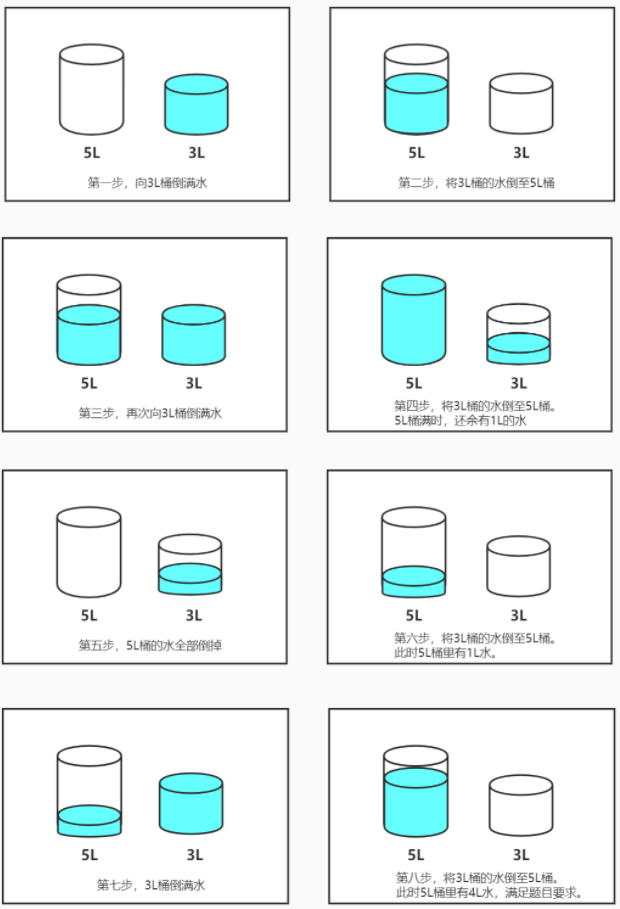 5L 3L
第一步，向3L桶倒满水
5L 3L
第二步，将3L桶的水倒至5L桶
5L 3L
第三步，再次向3L桶倒满水
5L 3L
第四步，将3L桶的水倒至5L桶。
5L桶满时，还余有1L的水
5L 3L
第五步，5L桶的水全部倒掉
5L 3L
第六步，将3L桶的水倒至5L桶。
此时5L桶里有1L水。
5L 3L
第七步，3L桶倒满水
5L 3L
第八步，将3L桶的水倒至5L桶。
此时5L桶里有4L水，满足题目要求。